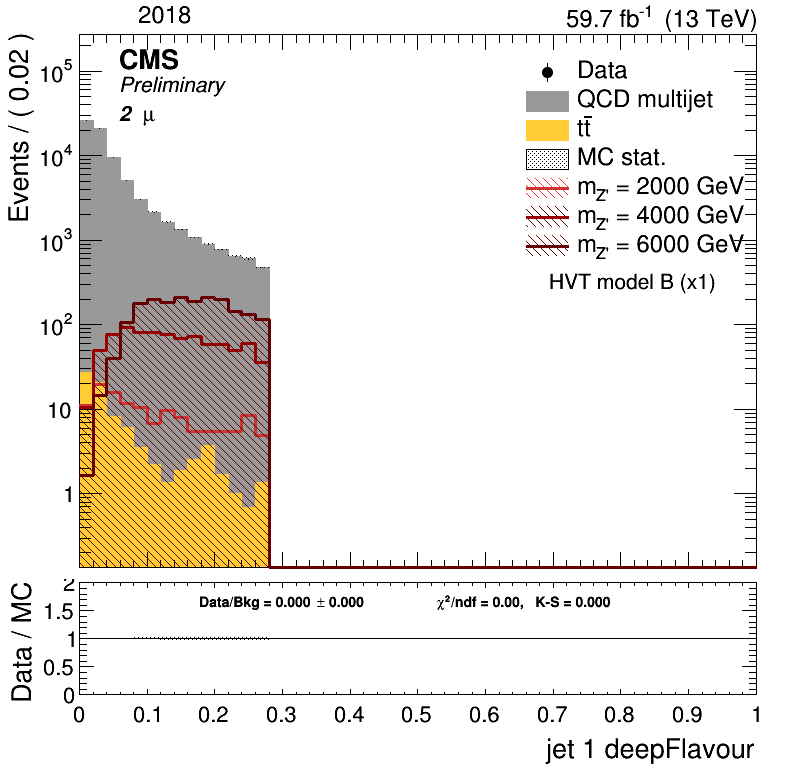 2018 59.7 fb⁻¹ (13 TeV)
CMS
Preliminary
2 μ
Data
QCD multijet
tt̄
MC stat.
m_Z' = 2000 GeV
m_Z' = 4000 GeV
m_Z' = 6000 GeV
HVT model B (x1)
Events / ( 0.02 )
10⁵
10⁴
10³
10²
10
1
Data/Bkg = 0.000 ± 0.000 χ²/ndf = 0.00, K-S = 0.000
Data / MC
2
1.5
1
0.5
0
0 0.1 0.2 0.3 0.4 0.5 0.6 0.7 0.8 0.9 1
jet 1 deepFlavour